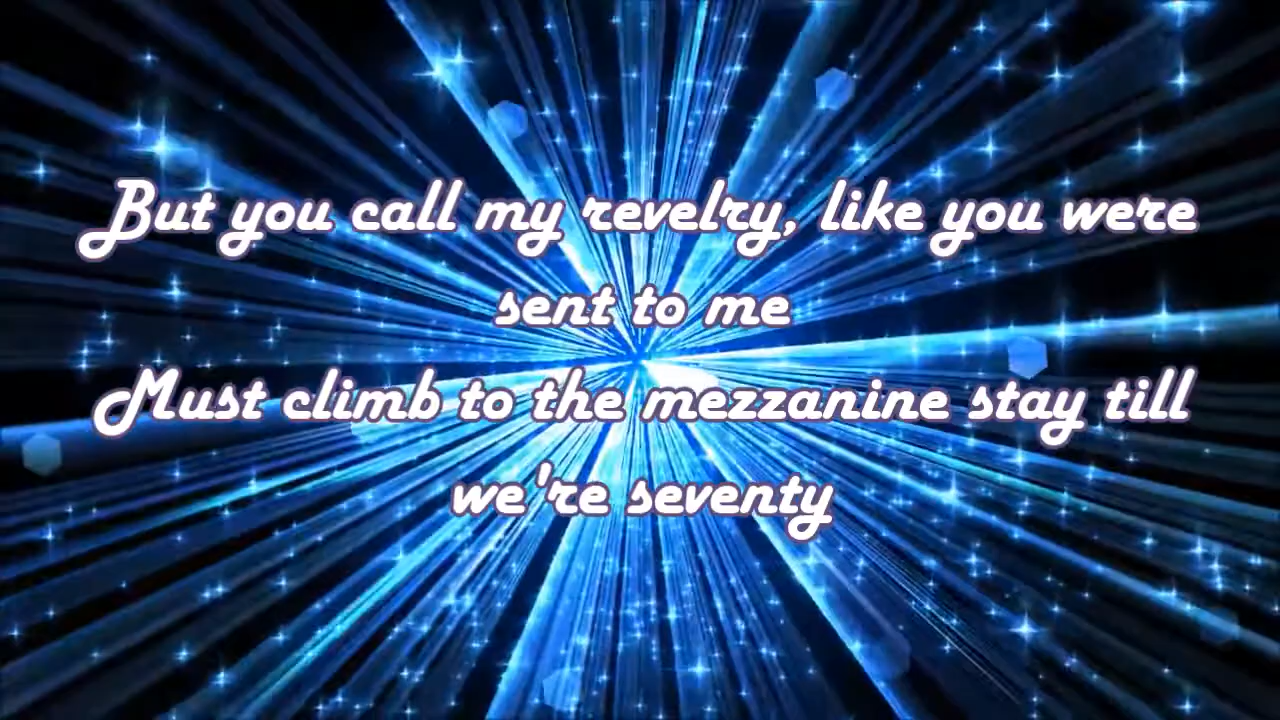 But you call my revelry, like you were
sent to me
Must climb to the mezzanine stay till
we're seventy